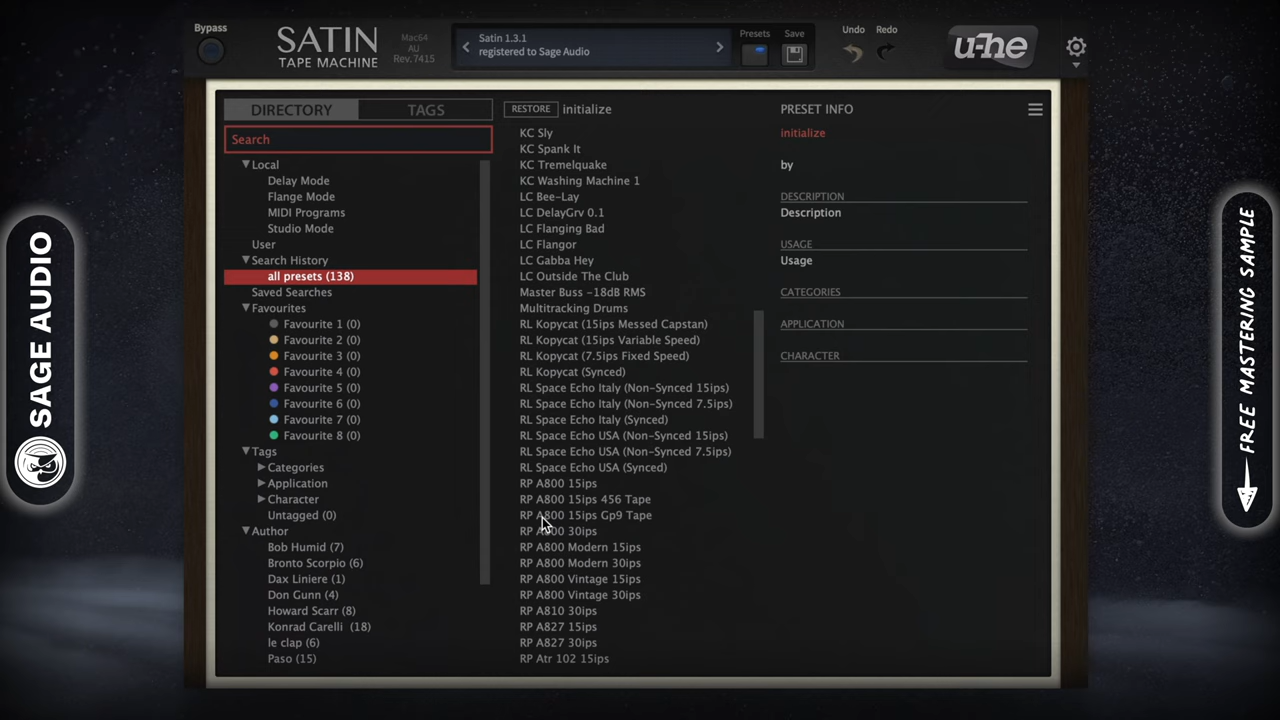 Bypass
SATIN
TAPE MACHINE
Mac64
AU
Rev.7415
Satin 1.3.1
registered to Sage Audio
Presets
Save
Undo
Redo
u-he
DIRECTORY
TAGS
Search
Local
Delay Mode
Flange Mode
MIDI Programs
Studio Mode
User
Search History
all presets (138)
Saved Searches
Favourites
Favourite 1 (0)
Favourite 2 (0)
Favourite 3 (0)
Favourite 4 (0)
Favourite 5 (0)
Favourite 6 (0)
Favourite 7 (0)
Favourite 8 (0)
Tags
Categories
Application
Character
Untagged (0)
Author
Bob Humid (7)
Bronto Scorpio (6)
Dax Liniere (1)
Don Gunn (4)
Howard Scarr (8)
Konrad Carelli (18)
le clap (6)
Paso (15)
RESTORE initialize
KC Sly
KC Spank It
KC Tremelquake
KC Washing Machine 1
LC Bee-Lay
LC DelayGrv 0.1
LC Flanging Bad
LC Flangor
LC Gabba Hey
LC Outside The Club
Master Buss -18dB RMS
Multitracking Drums
RL Kopycat (15ips Messed Capstan)
RL Kopycat (15ips Variable Speed)
RL Kopycat (7.5ips Fixed Speed)
RL Kopycat (Synced)
RL Space Echo Italy (Non-Synced 15ips)
RL Space Echo Italy (Non-Synced 7.5ips)
RL Space Echo Italy (Synced)
RL Space Echo USA (Non-Synced 15ips)
RL Space Echo USA (Non-Synced 7.5ips)
RL Space Echo USA (Synced)
RP A800 15ips
RP A800 15ips 456 Tape
RP A800 15ips Gp9 Tape
RP A800 30ips
RP A800 Modern 15ips
RP A800 Modern 30ips
RP A800 Vintage 15ips
RP A800 Vintage 30ips
RP A810 30ips
RP A827 15ips
RP A827 30ips
RP Atr 102 15ips
PRESET INFO
initialize
by
DESCRIPTION
Description
USAGE
Usage
CATEGORIES
APPLICATION
CHARACTER
SAGE AUDIO
FREE MASTERING SAMPLE